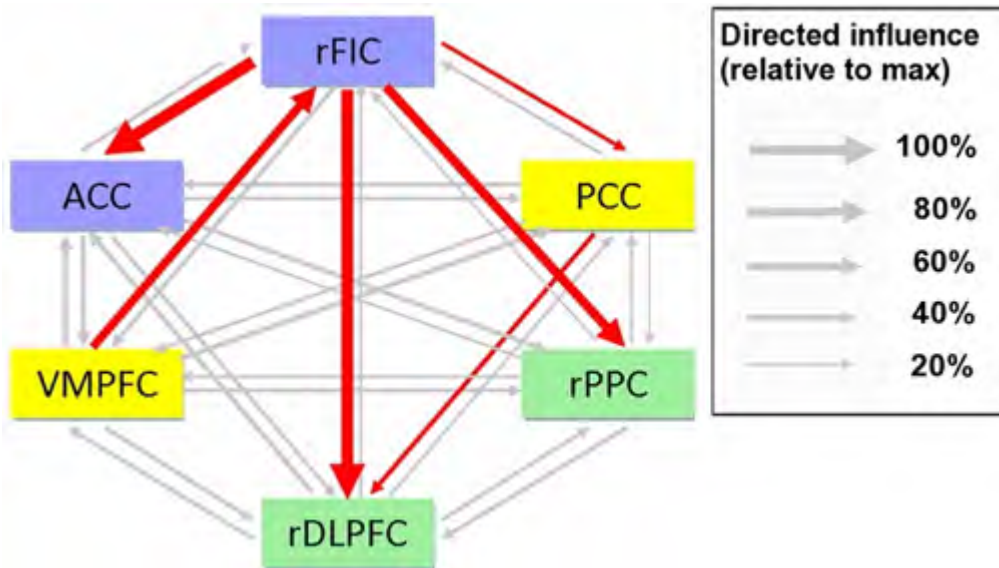 rFIC
ACC
PCC
VMPFC
rPPC
rDLPFC
Directed influence
(relative to max)
100%
80%
60%
40%
20%